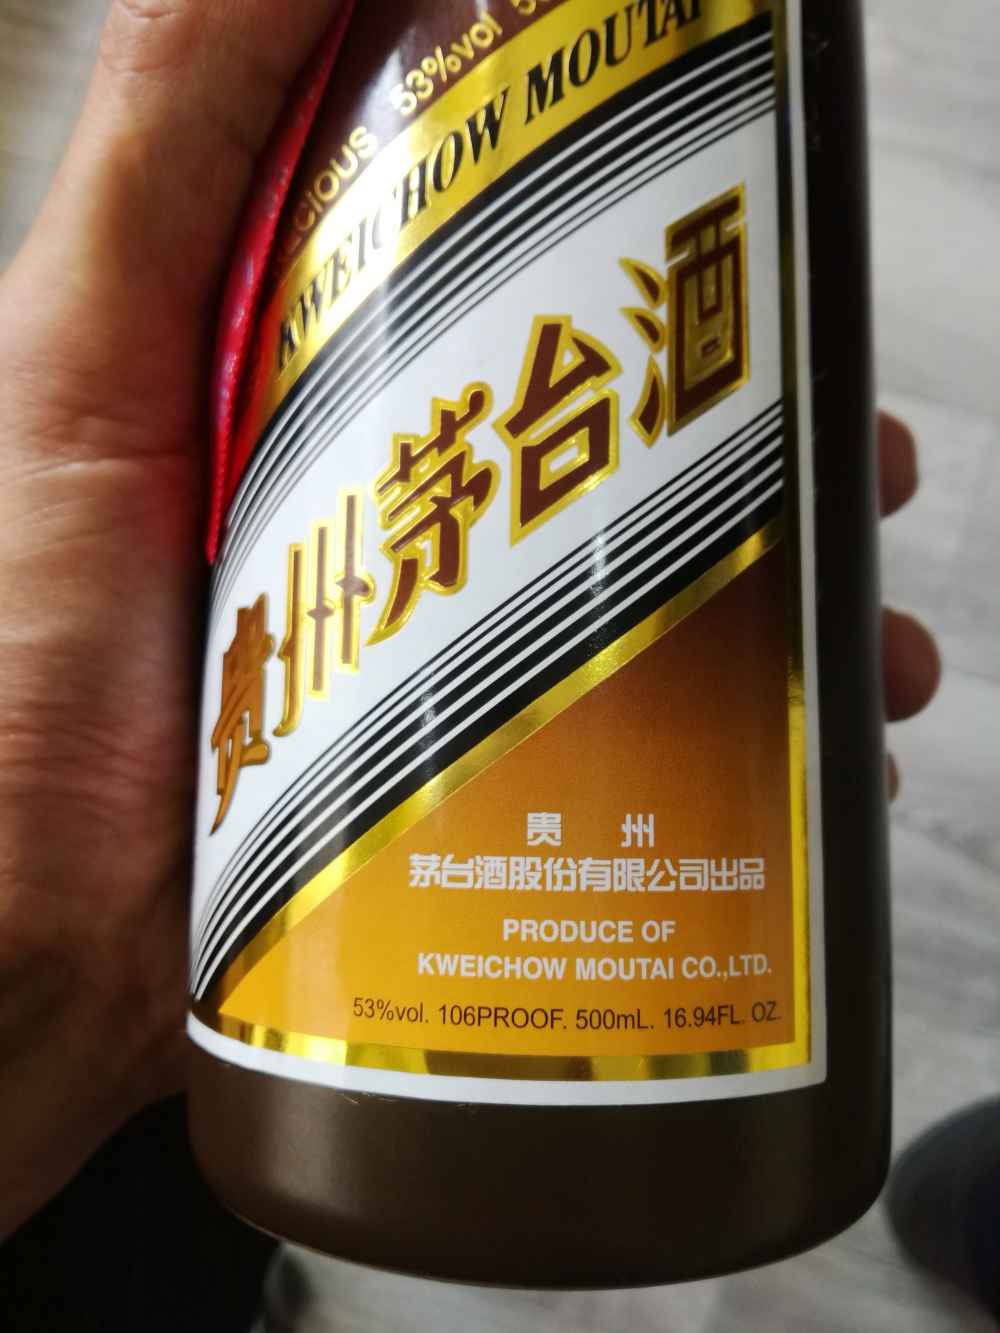 53%vol
KWEICHOW MOUTAI
贵州茅台酒
贵 州
茅台酒股份有限公司出品
PRODUCE OF
KWEICHOW MOUTAI CO.,LTD.
53%vol. 106PROOF. 500mL. 16.94FL. OZ.